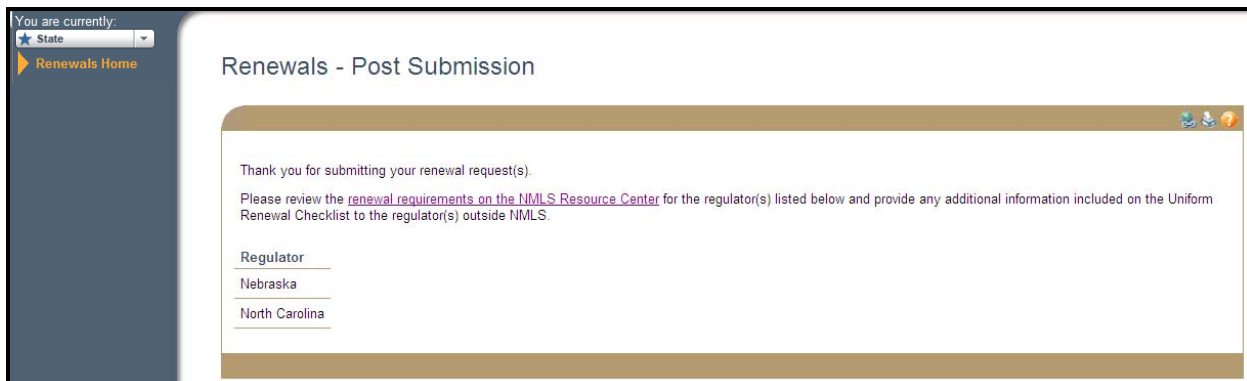 You are currently:
State
Renewals Home
Renewals - Post Submission
Thank you for submitting your renewal request(s).
Please review the renewal requirements on the NMLS Resource Center for the regulator(s) listed below and provide any additional information included on the Uniform
Renewal Checklist to the regulator(s) outside NMLS.
Regulator
Nebraska
North Carolina